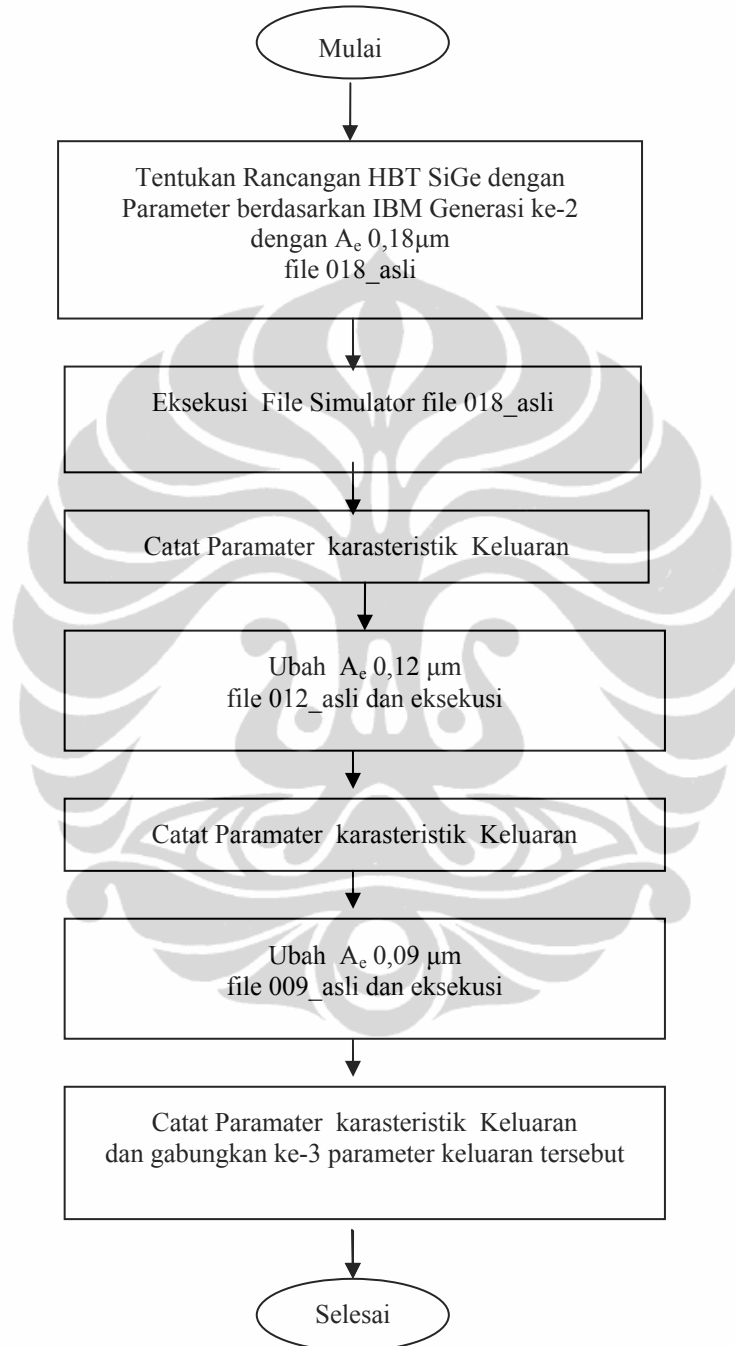 Mulai
Tentukan Rancangan HBT SiGe dengan
Parameter berdasarkan IBM Generasi ke-2
dengan Ae 0,18μm
file 018_asli
Eksekusi File Simulator file 018_asli
Catat Paramater karasteristik Keluaran
Ubah Ae 0,12 μm
file 012_asli dan eksekusi
Catat Paramater karasteristik Keluaran
Ubah Ae 0,09 μm
file 009_asli dan eksekusi
Catat Paramater karasteristik Keluaran
dan gabungkan ke-3 parameter keluaran tersebut
Selesai